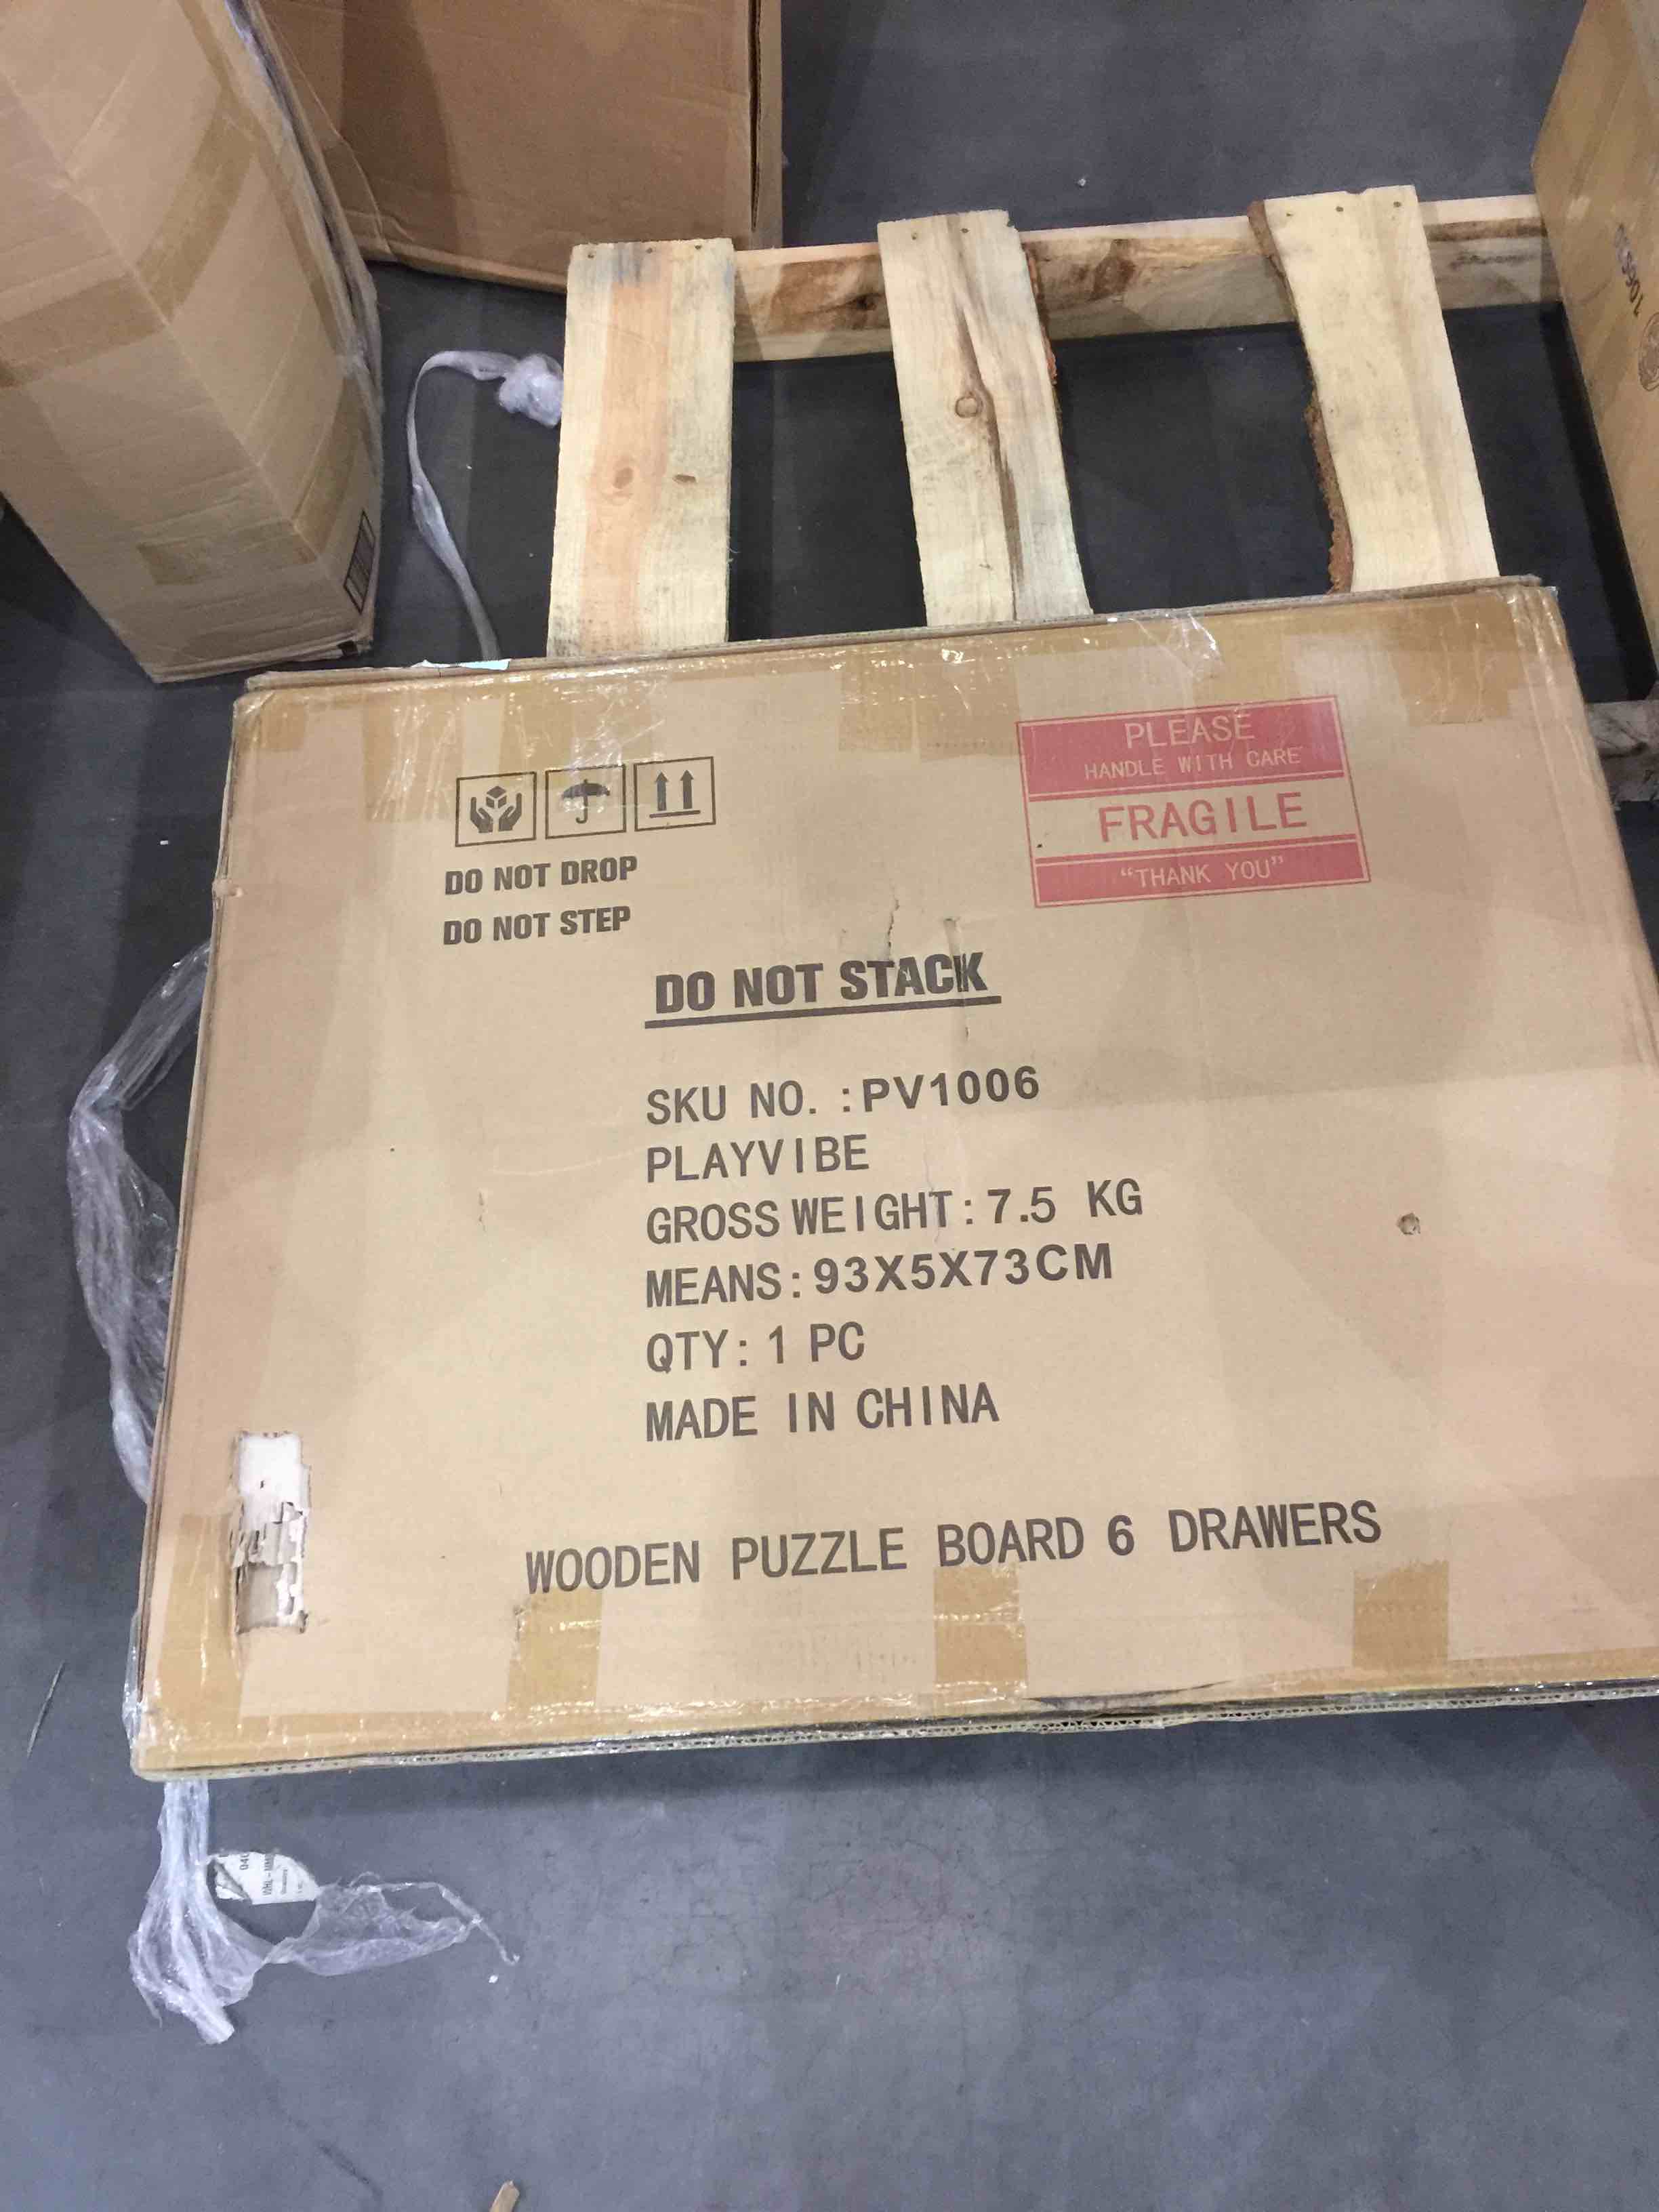 PLEASE
HANDLE WITH CARE
FRAGILE
“THANK YOU”
DO NOT DROP
DO NOT STEP
DO NOT STACK
SKU NO. :PV1006
PLAYVIBE
GROSS WEIGHT:7.5 KG
MEANS:93X5X73CM
QTY: 1 PC
MADE IN CHINA
WOODEN PUZZLE BOARD 6 DRAWERS